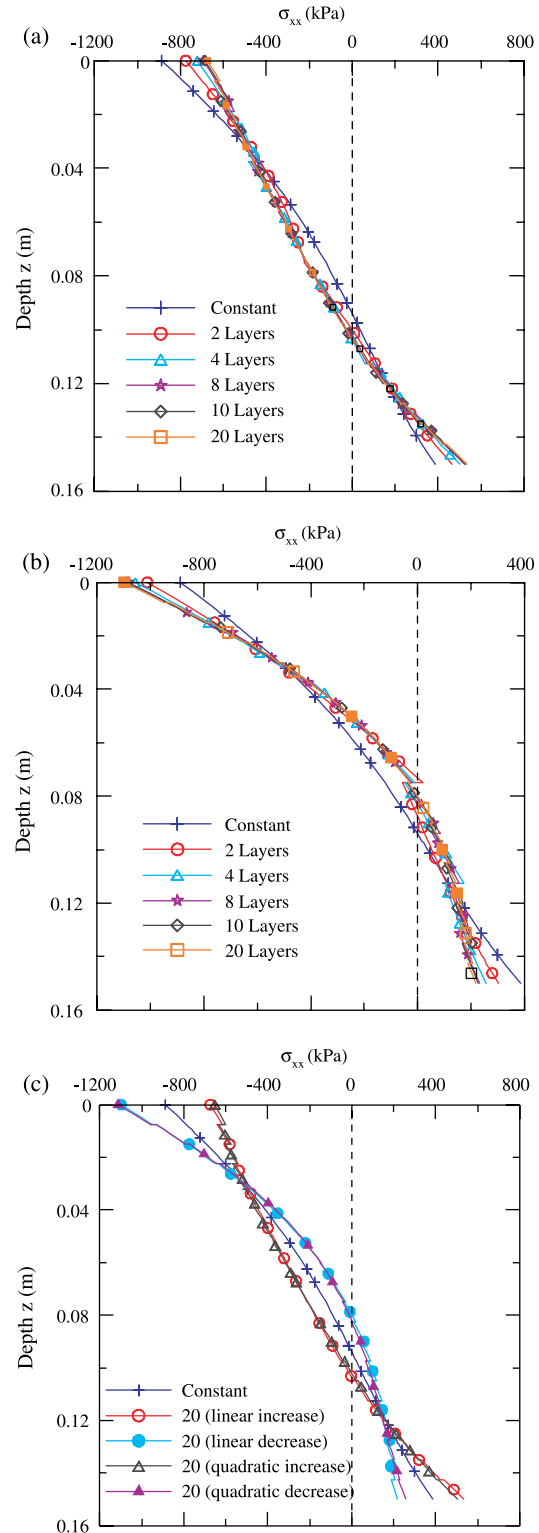 σxx (kPa)
(a)
-1200 -800 -400 0 400 800
0
0.04
0.08
0.12
0.16
Depth z (m)
Constant
2 Layers
4 Layers
8 Layers
10 Layers
20 Layers
σxx (kPa)
(b)
-1200 -800 -400 0 400
0
0.04
0.08
0.12
0.16
Depth z (m)
Constant
2 Layers
4 Layers
8 Layers
10 Layers
20 Layers
σxx (kPa)
(c)
-1200 -800 -400 0 400 800
0
0.04
0.08
0.12
0.16
Depth z (m)
Constant
20 (linear increase)
20 (linear decrease)
20 (quadratic increase)
20 (quadratic decrease)